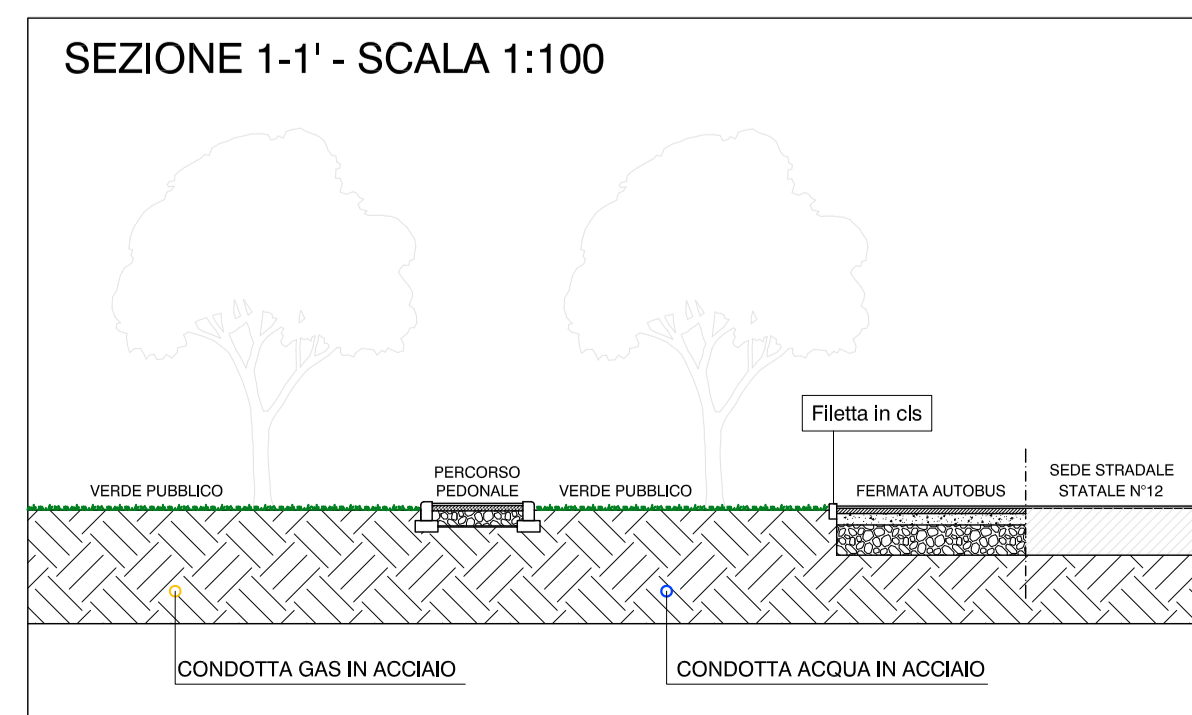 SEZIONE 1-1' - SCALA 1:100
Filetta in cls
VERDE PUBBLICO
PERCORSO
PEDONALE
VERDE PUBBLICO
FERMATA AUTOBUS
SEDE STRADALE
STATALE N°12
CONDOTTA GAS IN ACCIAIO
CONDOTTA ACQUA IN ACCIAIO